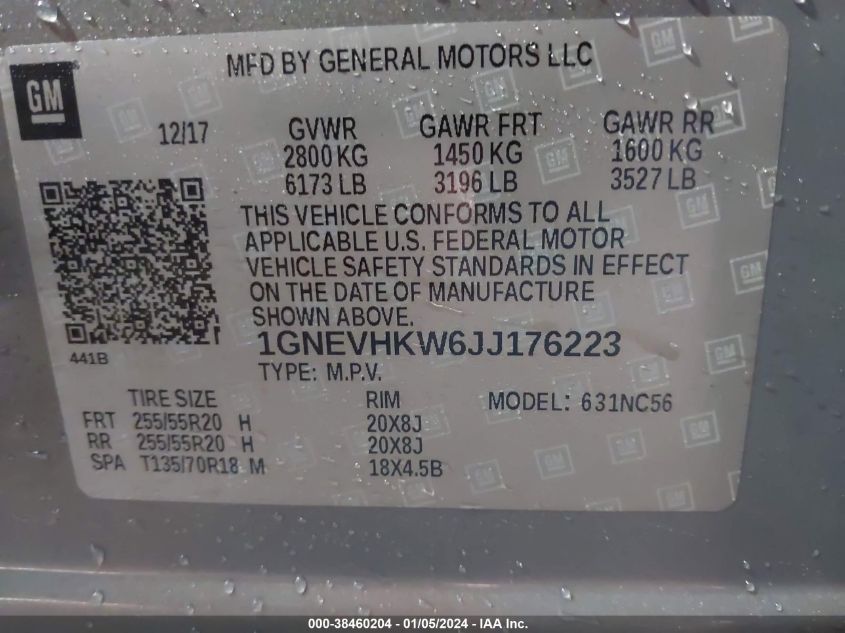 MFD BY GENERAL MOTORS LLC
GM
12/17 GVWR GAWR FRT GAWR RR
2800 KG 1450 KG 1600 KG
6173 LB 3196 LB 3527 LB
THIS VEHICLE CONFORMS TO ALL
APPLICABLE U.S. FEDERAL MOTOR
VEHICLE SAFETY STANDARDS IN EFFECT
ON THE DATE OF MANUFACTURE
SHOWN ABOVE.
1GNEVHKW6JJ176223
441B
TYPE: M.P.V.
TIRE SIZE RIM MODEL: 631NC56
FRT 255/55R20 H 20X8J
RR 255/55R20 H 20X8J
SPA T135/70R18 M 18X4.5B
000-38460204 - 01/05/2024 - IAA Inc.